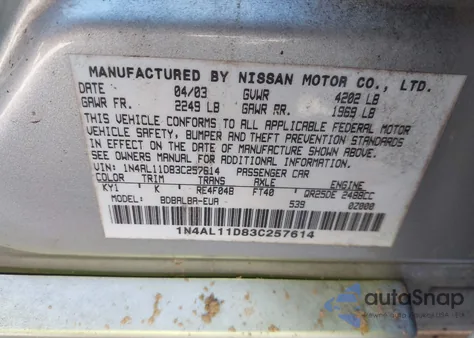 MANUFACTURED BY NISSAN MOTOR CO., LTD.
DATE 04/03 GVWR 4202 LB
GAWR FR. 2249 LB GAWR RR. 1969 LB
THIS VEHICLE CONFORMS TO ALL APPLICABLE FEDERAL MOTOR
VEHICLE SAFETY, BUMPER AND THEFT PREVENTION STANDARDS
IN EFFECT ON THE DATE OF MANUFACTURE SHOWN ABOVE.
SEE OWNERS MANUAL FOR ADDITIONAL INFORMATION.
VIN: 1N4AL11D83C257614 PASSENGER CAR
COLOR TRIM TRANS AXLE ENGINE
KY1 K RE4F04B FT40 QR25DE 2488CC
MODEL: BDBALBA-EUA 539 02000
1N4AL11D83C257614
autoSnap